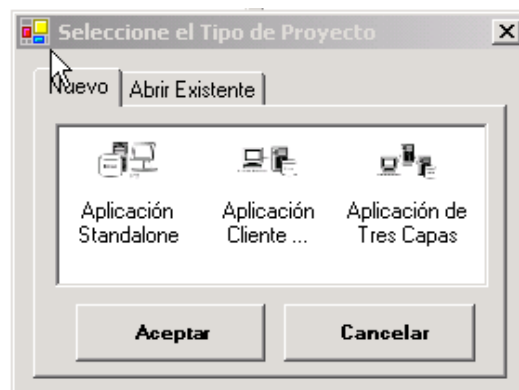 Seleccione el Tipo de Proyecto
Nuevo
Abrir Existente
Aplicación
Standalone
Aplicación
Cliente ...
Aplicación de
Tres Capas
Aceptar
Cancelar